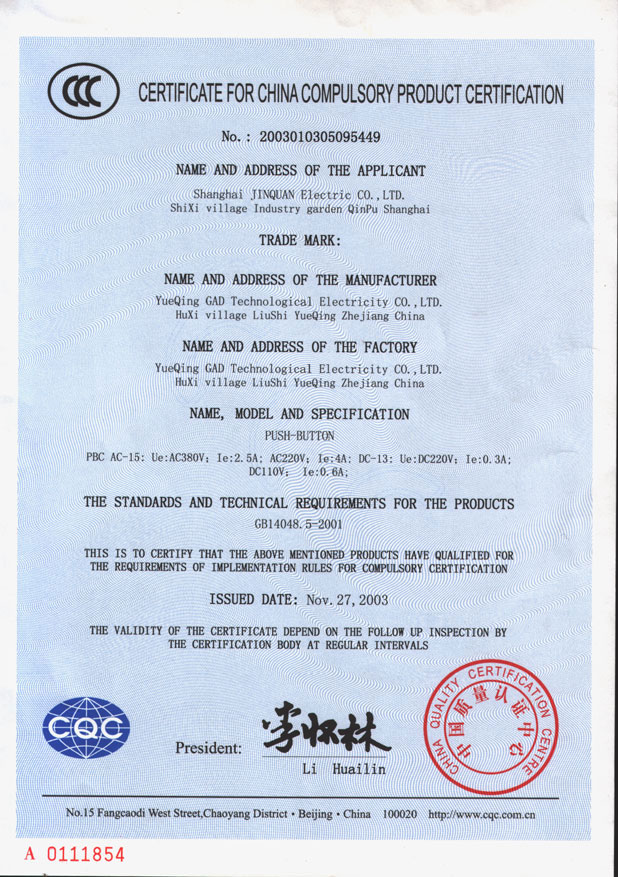 CCC
CERTIFICATE FOR CHINA COMPULSORY PRODUCT CERTIFICATION
No.: 2003010305095449
NAME AND ADDRESS OF THE APPLICANT
Shanghai JINQUAN Electric CO.,LTD.
ShiXi village Industry garden QinPu Shanghai
TRADE MARK:
NAME AND ADDRESS OF THE MANUFACTURER
YueQing GAD Technological Electricity CO.,LTD.
HuXi village LiuShi YueQing Zhejiang China
NAME AND ADDRESS OF THE FACTORY
YueQing GAD Technological Electricity CO.,LTD.
HuXi village LiuShi YueQing Zhejiang China
NAME, MODEL AND SPECIFICATION
PUSH-BUTTON
PBC AC-15: Ue:AC380V; Ie:2.5A; AC220V; Ie:4A; DC-13: Ue:DC220V; Ie:0.3A;
DC110V; Ie:0.6A;
THE STANDARDS AND TECHNICAL REQUIREMENTS FOR THE PRODUCTS
GB14048.5-2001
THIS IS TO CERTIFY THAT THE ABOVE MENTIONED PRODUCTS HAVE QUALIFIED FOR
THE REQUIREMENTS OF IMPLEMENTATION RULES FOR COMPULSORY CERTIFICATION
ISSUED DATE: Nov.27,2003
THE VALIDITY OF THE CERTIFICATE DEPEND ON THE FOLLOW UP INSPECTION BY
THE CERTIFICATION BODY AT REGULAR INTERVALS
CQC
President:
李怀林
Li Huailin
CHINA QUALITY CERTIFICATION CENTRE
中国质量认证中心
No.15 Fangcaodi West Street,Chaoyang District·Beijing·China 100020 http://www.cqc.com.cn
A 0111854